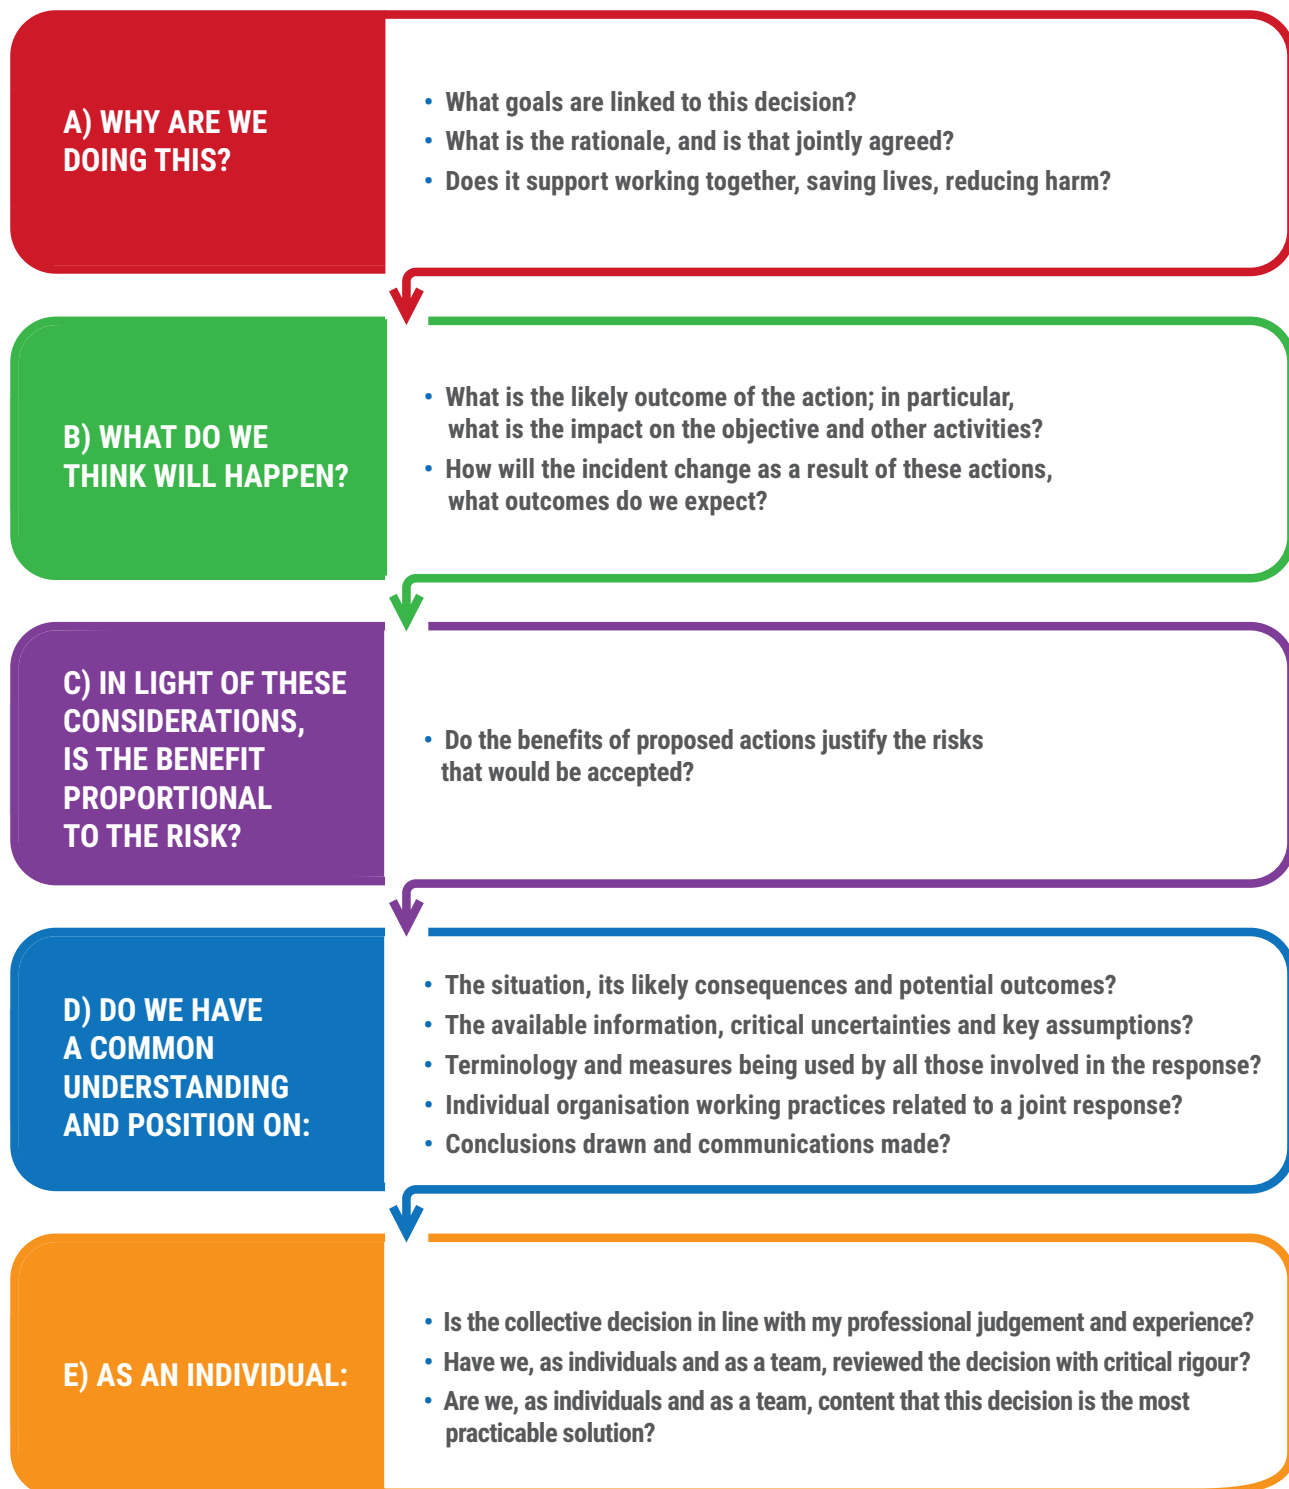 A) WHY ARE WE
DOING THIS?
• What goals are linked to this decision?
• What is the rationale, and is that jointly agreed?
• Does it support working together, saving lives, reducing harm?
B) WHAT DO WE
THINK WILL HAPPEN?
• What is the likely outcome of the action; in particular,
what is the impact on the objective and other activities?
• How will the incident change as a result of these actions,
what outcomes do we expect?
C) IN LIGHT OF THESE
CONSIDERATIONS,
IS THE BENEFIT
PROPORTIONAL
TO THE RISK?
• Do the benefits of proposed actions justify the risks
that would be accepted?
D) DO WE HAVE
A COMMON
UNDERSTANDING
AND POSITION ON:
• The situation, its likely consequences and potential outcomes?
• The available information, critical uncertainties and key assumptions?
• Terminology and measures being used by all those involved in the response?
• Individual organisation working practices related to a joint response?
• Conclusions drawn and communications made?
E) AS AN INDIVIDUAL:
• Is the collective decision in line with my professional judgement and experience?
• Have we, as individuals and as a team, reviewed the decision with critical rigour?
• Are we, as individuals and as a team, content that this decision is the most
practicable solution?